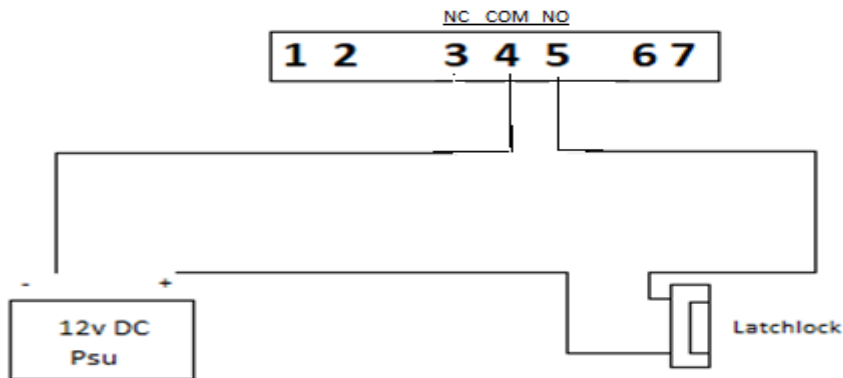 NC COM NO
1 2 3 4 5 6 7
- +
12v DC
Psu
Latchlock